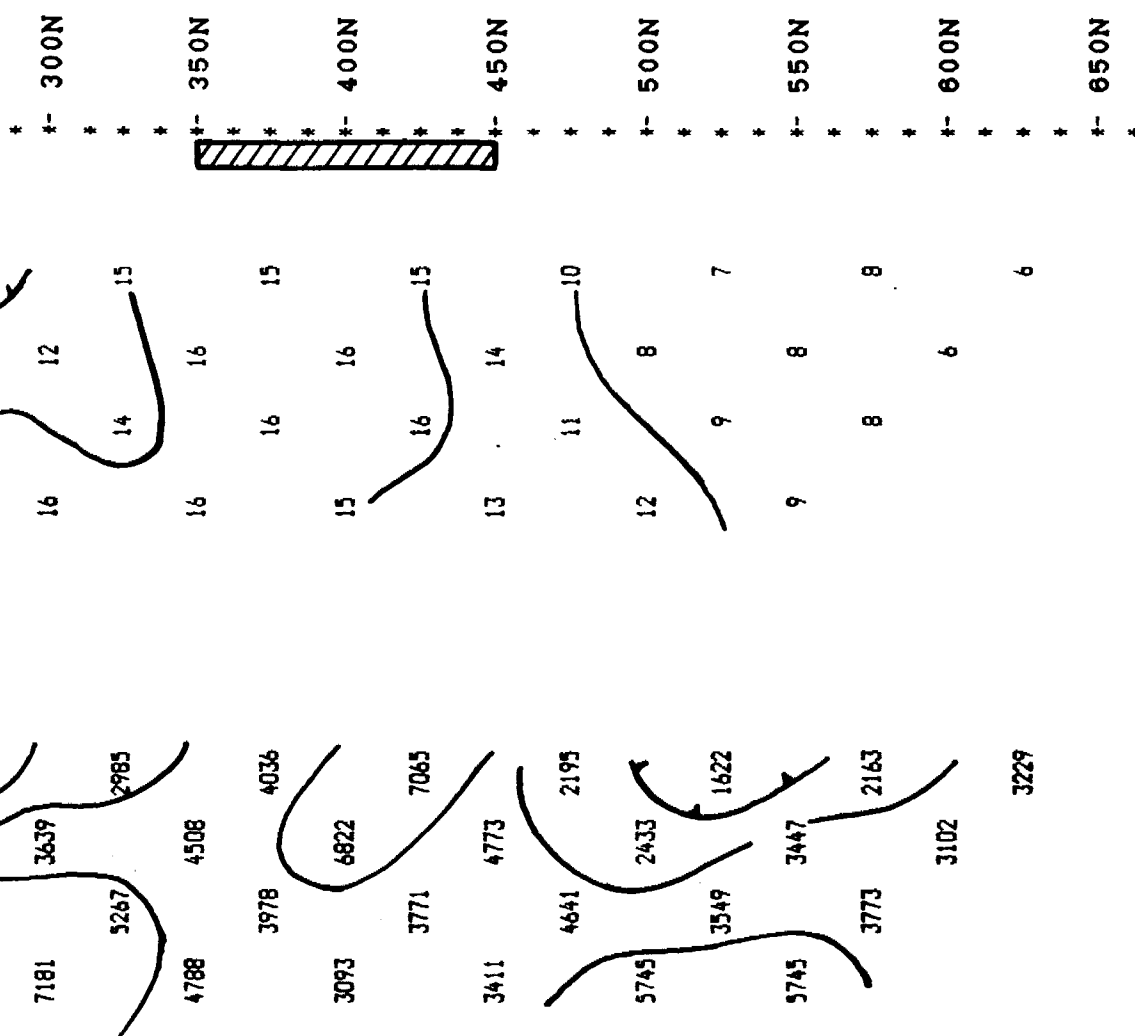 300N 350N 400N 450N 500N 550N 600N 650N
* *- * * * *- * * * *- * * * *- * * * *- * * * *- * * * *- * * * *- *
15 15 15 10 7 8 6
12 16 16 14 8 8 6
14 16 16 11 9 8
16 16 15 13 12 9
2985 4036 7065 2195 1622 2163 3229
3639 4508 6822 4773 2433 3447 3102
5267 3978 3771 4641 3549 3773
7181 4788 3093 3411 5745 5745